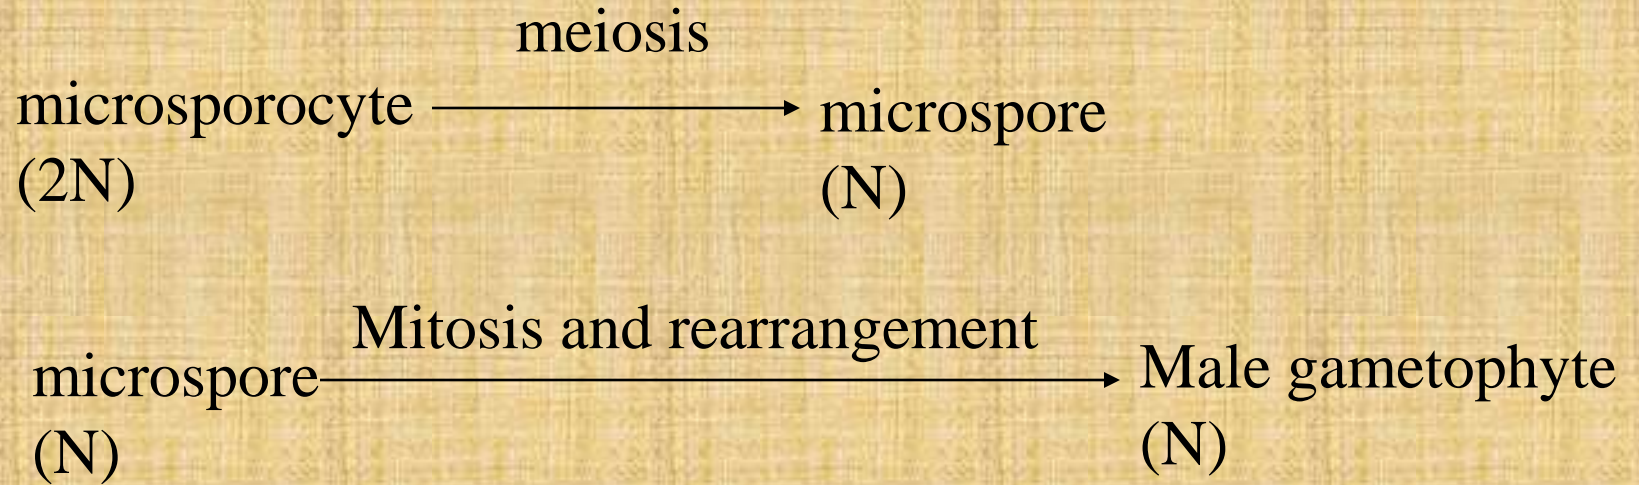 meiosis
microsporocyte
microspore
(2N)
(N)
Mitosis and rearrangement
microspore
Male gametophyte
(N)
(N)